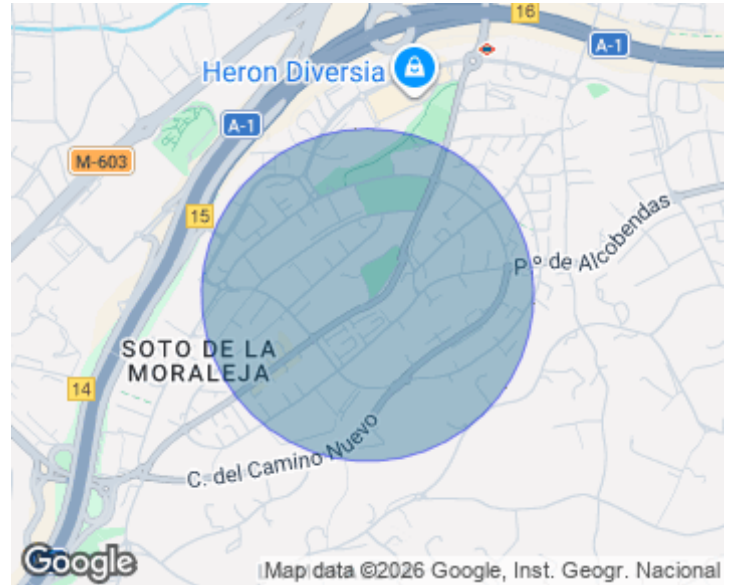 16
A-1
Heron Diversia
A-1
M-603
15
P.º de Alcobendas
SOTO DE LA
MORALEJA
14
C. del Camino Nuevo
Google
Map data ©2026 Google, Inst. Geogr. Nacional